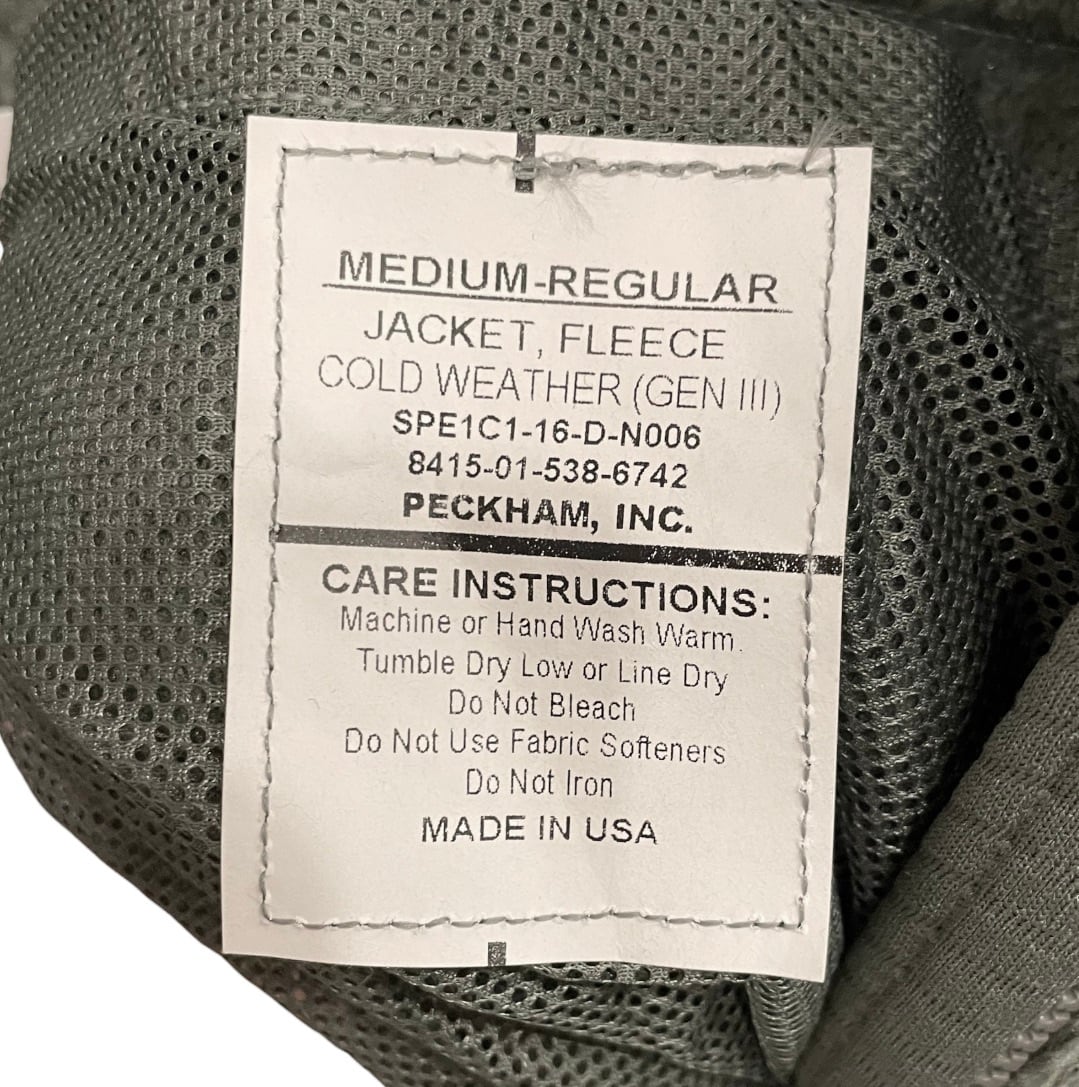 MEDIUM-REGULAR
JACKET, FLEECE
COLD WEATHER (GEN III)
SPE1C1-16-D-N006
8415-01-538-6742
PECKHAM, INC.
CARE INSTRUCTIONS:
Machine or Hand Wash Warm.
Tumble Dry Low or Line Dry
Do Not Bleach
Do Not Use Fabric Softeners
Do Not Iron
MADE IN USA